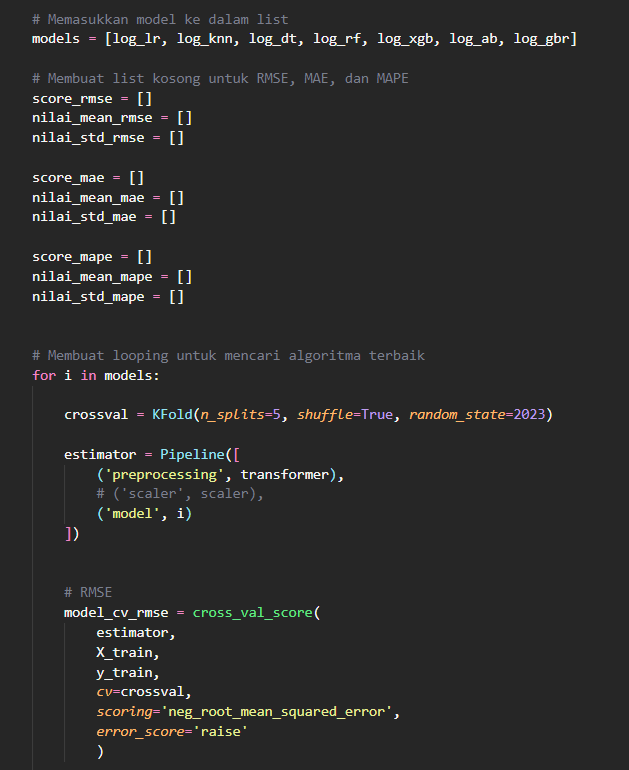 # Memasukkan model ke dalam list
models = [log_lr, log_knn, log_dt, log_rf, log_xgb, log_ab, log_gbr]
# Membuat list kosong untuk RMSE, MAE, dan MAPE
score_rmse = []
nilai_mean_rmse = []
nilai_std_rmse = []
score_mae = []
nilai_mean_mae = []
nilai_std_mae = []
score_mape = []
nilai_mean_mape = []
nilai_std_mape = []
# Membuat looping untuk mencari algoritma terbaik
for i in models:
crossval = KFold(n_splits=5, shuffle=True, random_state=2023)
estimator = Pipeline([
('preprocessing', transformer),
# ('scaler', scaler),
('model', i)
])
# RMSE
model_cv_rmse = cross_val_score(
estimator,
X_train,
y_train,
cv=crossval,
scoring='neg_root_mean_squared_error',
error_score='raise'
)